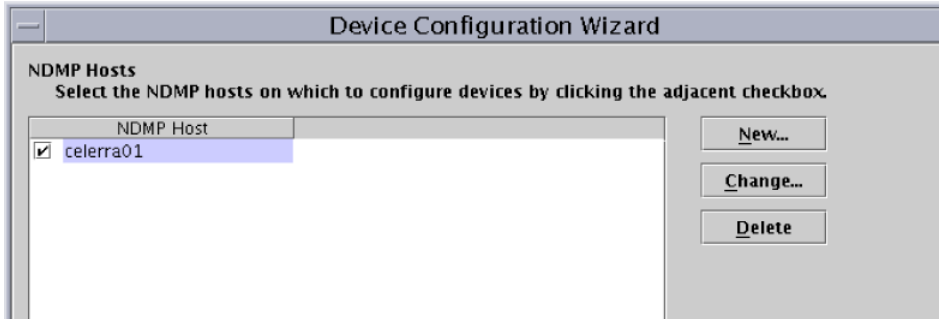 Device Configuration Wizard
NDMP Hosts
Select the NDMP hosts on which to configure devices by clicking the adjacent checkbox.
NDMP Host
celerra01
New...
Change...
Delete